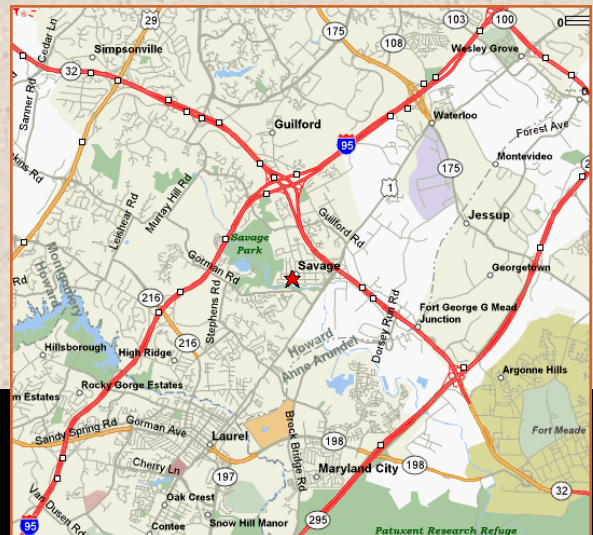 29
Cedar Ln
Simpsonville
32
Sanner Rd
175
108
103
100
0
Wesley Grove
Guilford
Waterloo
Forest Ave
95
Montevideo
175
1
Leishear Rd
Murray Hill Rd
Guilford Rd
Jessup
Savage
Park
Gorman Rd
Savage
Georgetown
Montgomery
Howard
216
Stephens Rd
216
Fort George G Mead
Junction
Dorsey Run Rd
Howard
Anne Arundel
Hillsborough
High Ridge
Argonne Hills
Rocky Gorge Estates
m Estates
Fort Meade
Sandy Spring Rd
Gorman Ave
Laurel
Brock Bridge Rd
198
198
Cherry Ln
197
Maryland City
32
Van Dusen Rd
Oak Crest
95
Contee
Snow Hill Manor
295
Patuxent Research Refuge